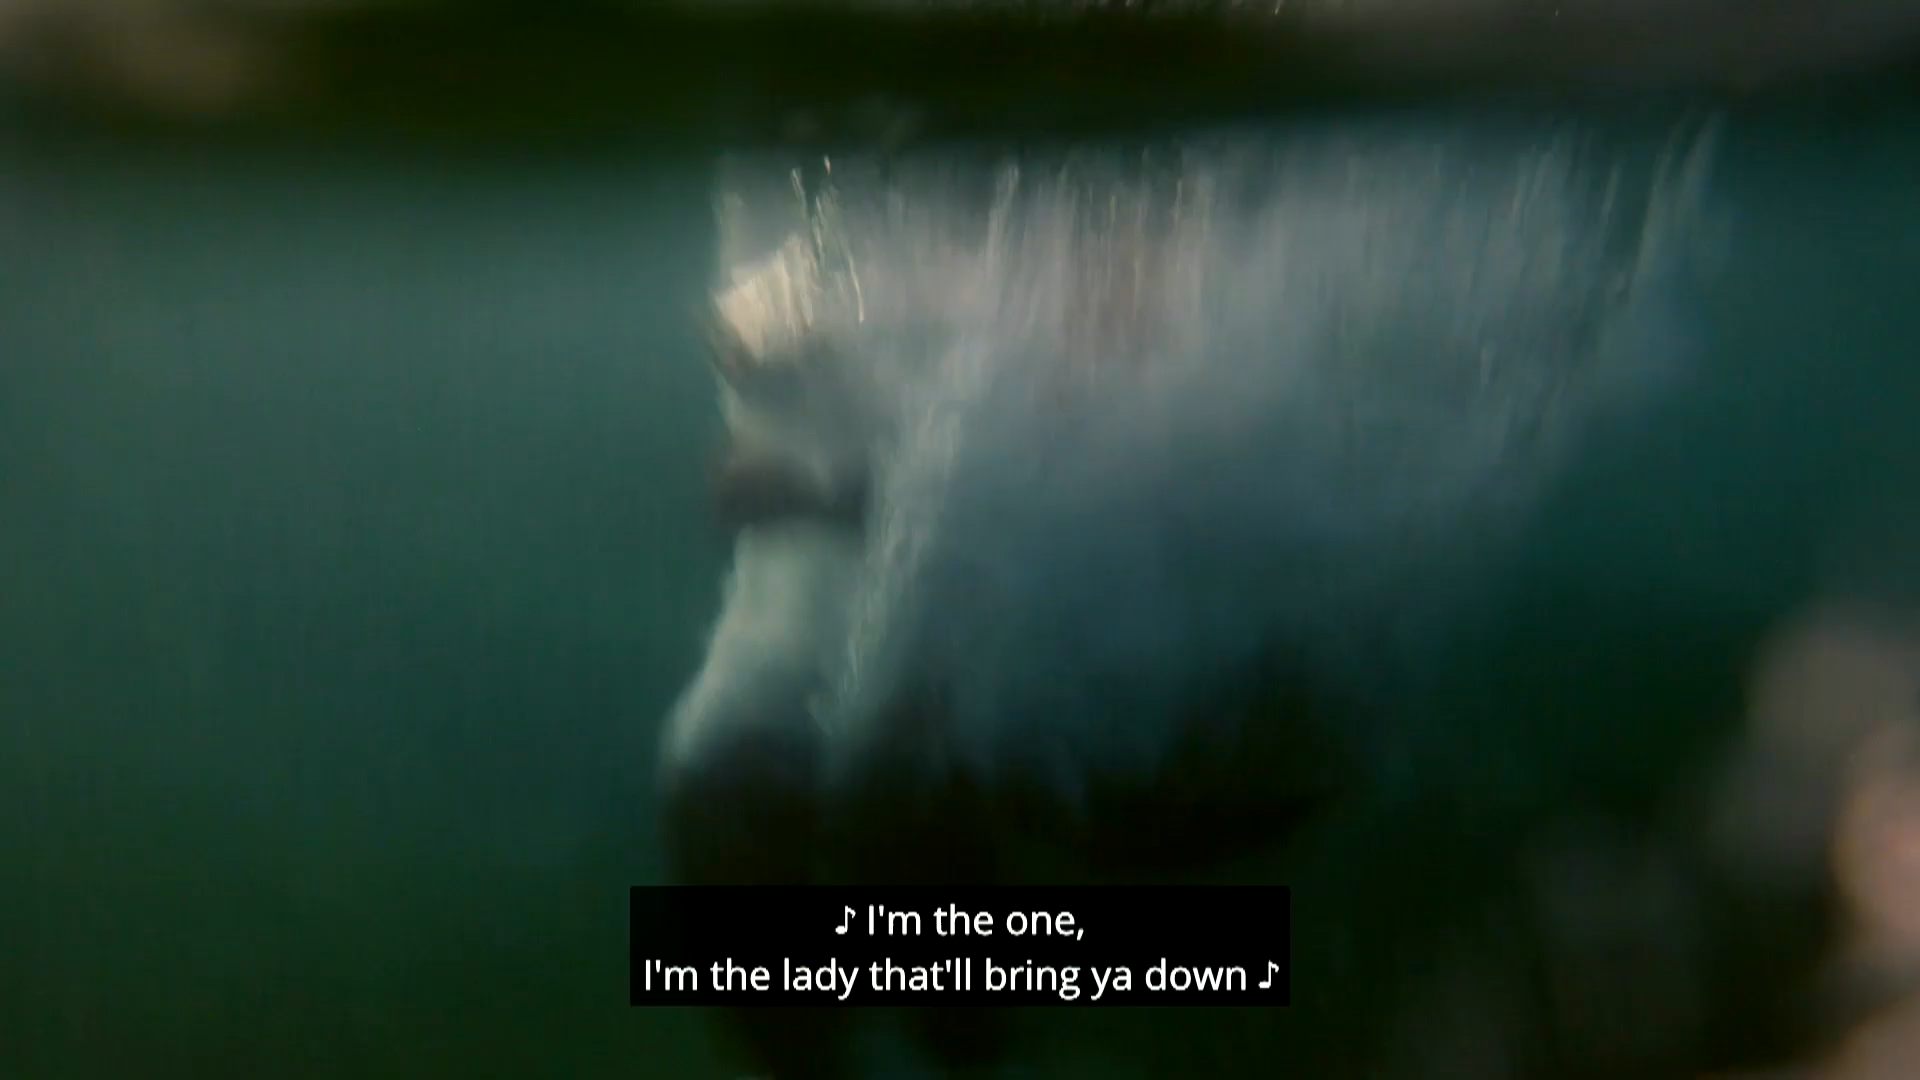 ♪ I'm the one,
I'm the lady that'll bring ya down ♪